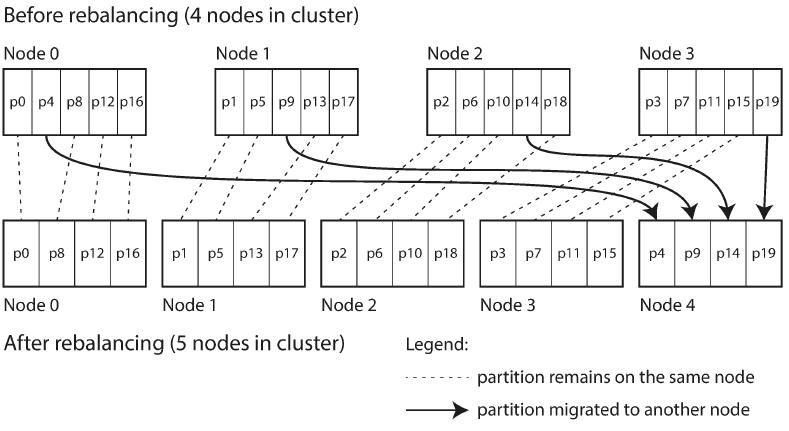 Before rebalancing (4 nodes in cluster)
Node 0 Node 1 Node 2 Node 3
p0 p4 p8 p12 p16 p1 p5 p9 p13 p17 p2 p6 p10 p14 p18 p3 p7 p11 p15 p19
p0 p8 p12 p16 p1 p5 p13 p17 p2 p6 p10 p18 p3 p7 p11 p15 p4 p9 p14 p19
Node 0 Node 1 Node 2 Node 3 Node 4
After rebalancing (5 nodes in cluster)
Legend:
partition remains on the same node
partition migrated to another node